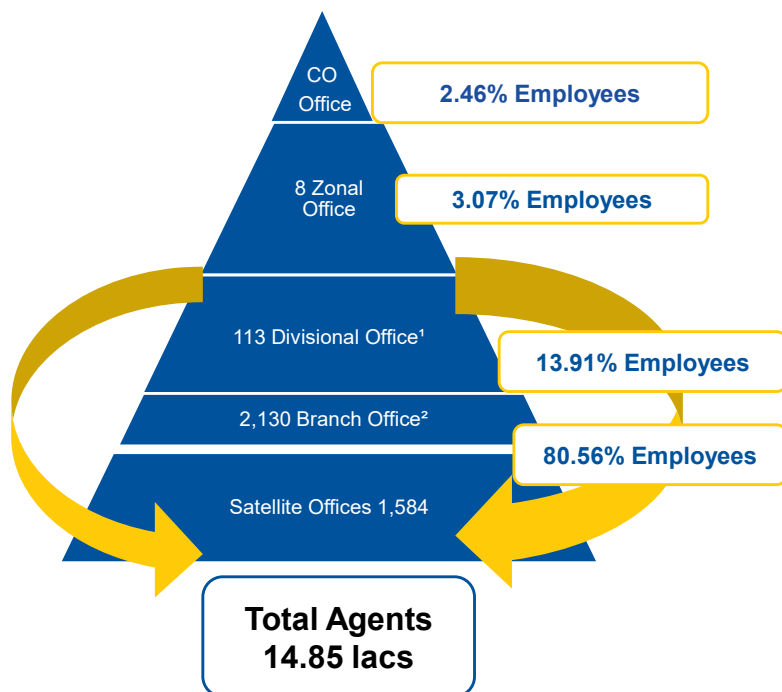 CO
Office
2.46% Employees
8 Zonal
Office
3.07% Employees
113 Divisional Office¹
13.91% Employees
2,130 Branch Office²
80.56% Employees
Satellite Offices 1,584
Total Agents
14.85 lacs